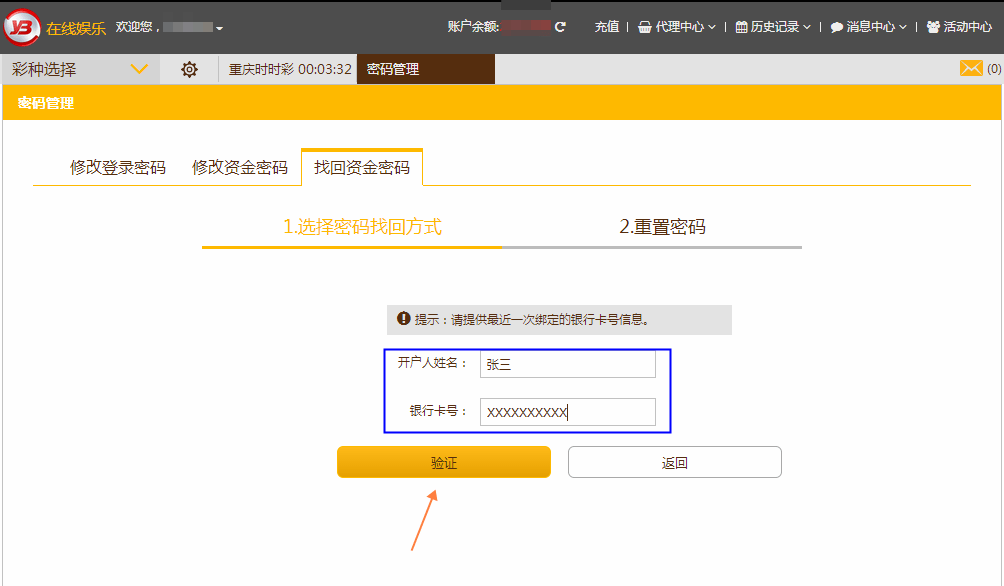 YB 在线娱乐 欢迎您， 账户余额: 充值 | 代理中心 | 历史记录 | 消息中心 | 活动中心
彩种选择 重庆时时彩 00:03:32 密码管理 (0)
密码管理
修改登录密码 修改资金密码 找回资金密码
1.选择密码找回方式 2.重置密码
提示：请提供最近一次绑定的银行卡号信息。
开户人姓名： 张三
银行卡号： XXXXXXXXXX
验证 返回